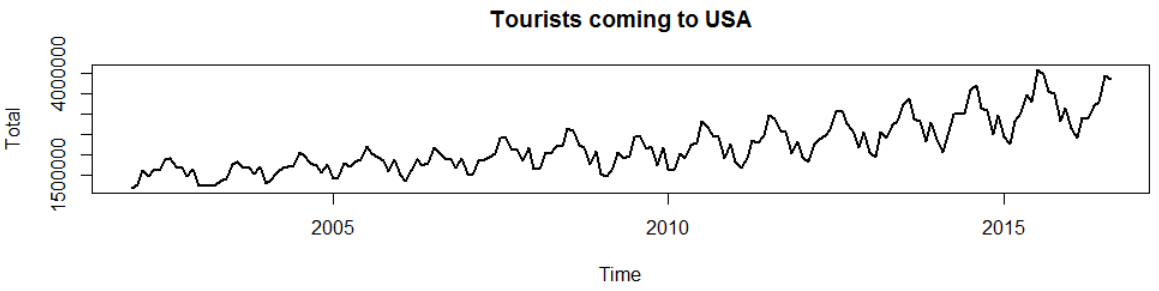 Tourists coming to USA
Total
4000000
1500000
2005 2010 2015
Time